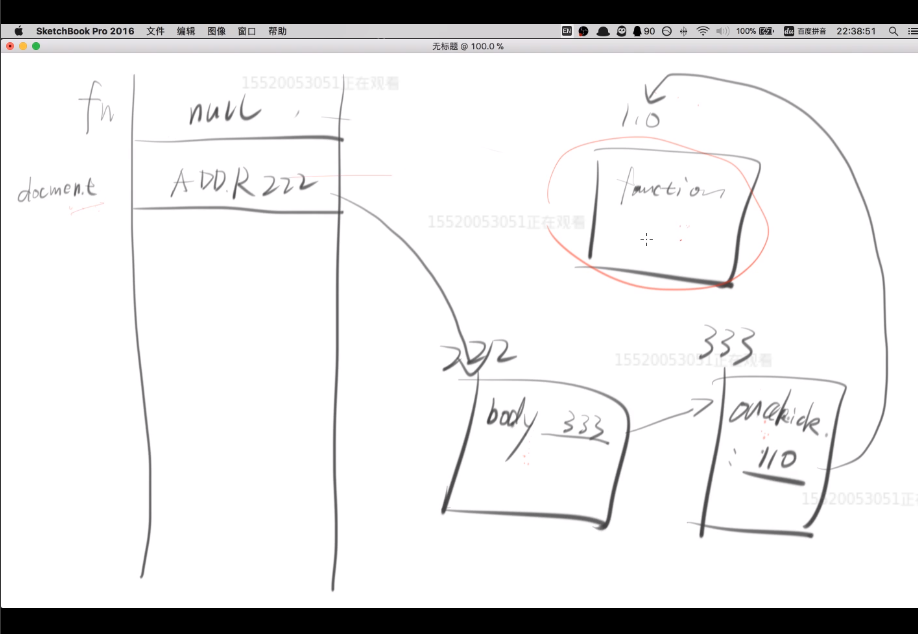 SketchBook Pro 2016 文件 编辑 图像 窗口 帮助 90 100% 百度拼音 22:38:51
无标题 @ 100.0 %
15520053051正在观看
fn null
110
docment ADDR222
function
15520053051正在观看
222
333
15520053051正在观看
body 333
onclick.
: 110
15520053051正在